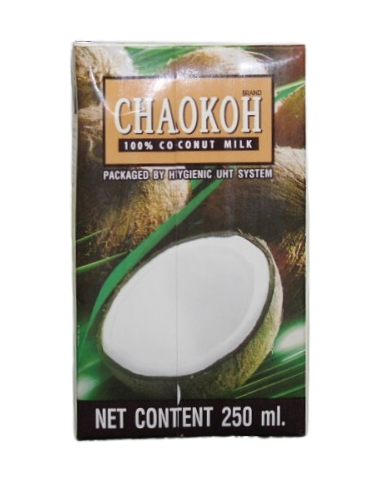 BRAND
CHAOKOH
100% COCONUT MILK
PACKAGED BY HYGIENIC UHT SYSTEM
NET CONTENT 250 ml.